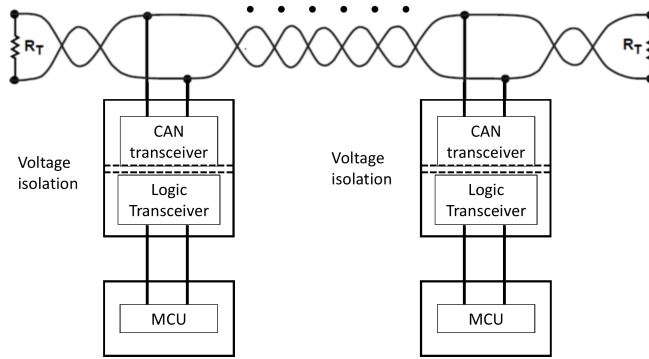 RT
RT
CAN
transceiver
CAN
transceiver
Voltage
isolation
Voltage
isolation
Logic
Transceiver
Logic
Transceiver
MCU
MCU